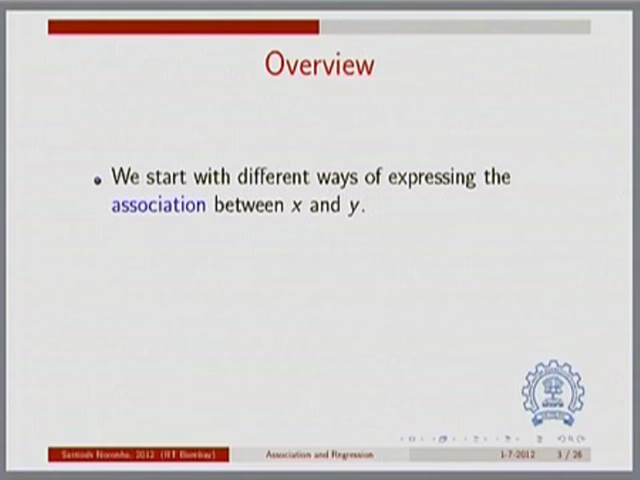 Overview
We start with different ways of expressing the
association between x and y.
Santosh Noronha, 2012 (IIT Bombay)
Association and Regression
1-7-2012
3 / 26